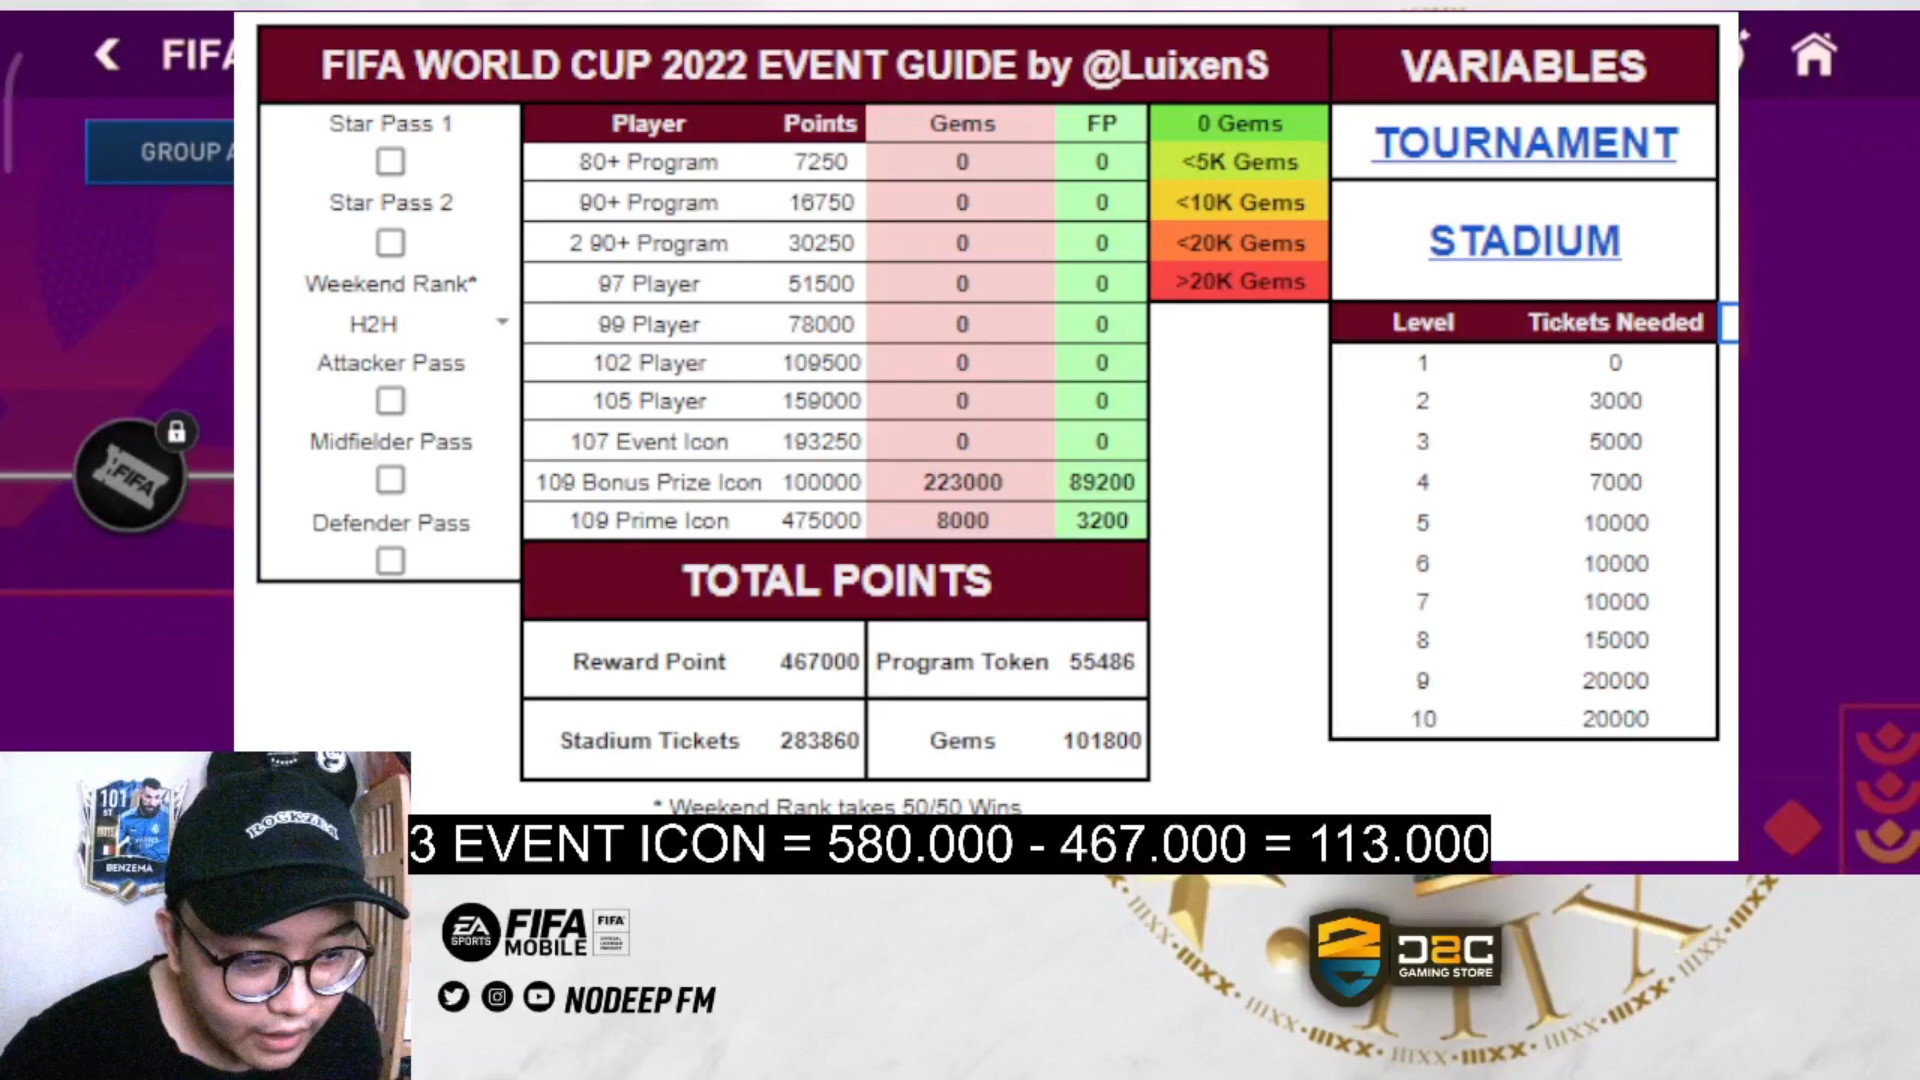 FIFA
GROUP A
FIFA WORLD CUP 2022 EVENT GUIDE by @LuixenS
VARIABLES
Star Pass 1
Player Points Gems FP
0 Gems
TOURNAMENT
80+ Program 7250 0 0
<5K Gems
Star Pass 2
90+ Program 16750 0 0
<10K Gems
STADIUM
2 90+ Program 30250 0 0
<20K Gems
Weekend Rank*
97 Player 51500 0 0
>20K Gems
H2H
99 Player 78000 0 0
Level Tickets Needed
Attacker Pass
102 Player 109500 0 0
1 0
105 Player 159000 0 0
2 3000
Midfielder Pass
107 Event Icon 193250 0 0
3 5000
109 Bonus Prize Icon 100000 223000 89200
4 7000
Defender Pass
109 Prime Icon 475000 8000 3200
5 10000
6 10000
7 10000
8 15000
9 20000
10 20000
TOTAL POINTS
Reward Point 467000 Program Token 55486
Stadium Tickets 283860 Gems 101800
* Weekend Rank takes 50/50 Wins
3 EVENT ICON = 580.000 - 467.000 = 113.000
FIFA
101
ST
BENZEMA
ROCKZEM
EA SPORTS
FIFA MOBILE
FIFA
NODEEP FM
J2C
GAMING STORE